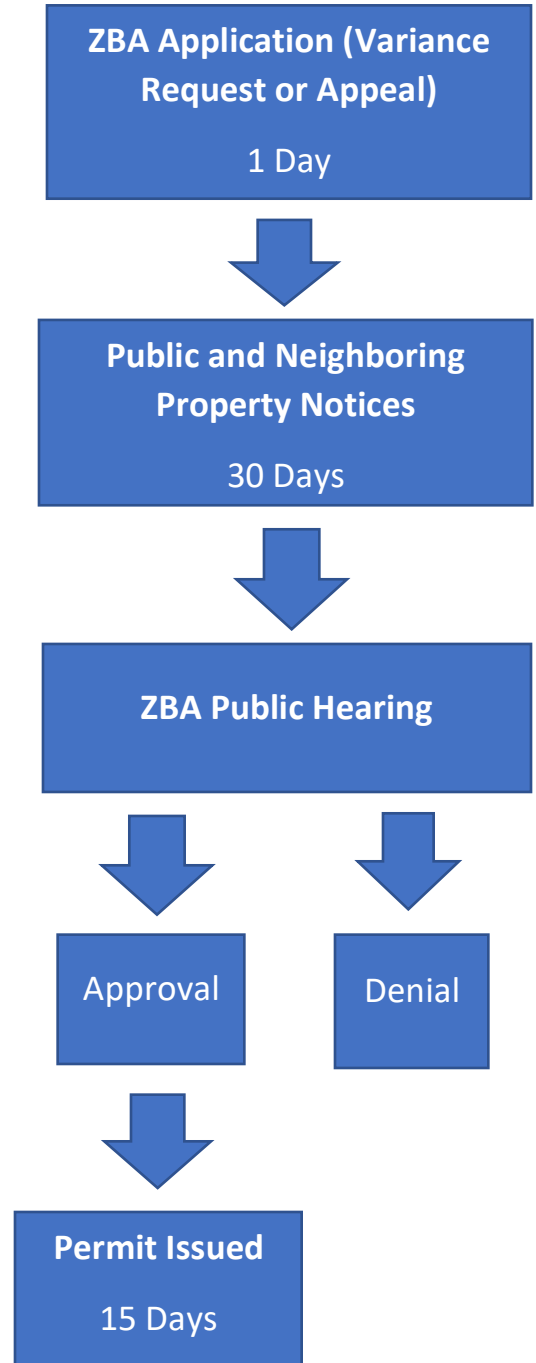 ZBA Application (Variance
Request or Appeal)
1 Day
Public and Neighboring
Property Notices
30 Days
ZBA Public Hearing
Approval
Denial
Permit Issued
15 Days